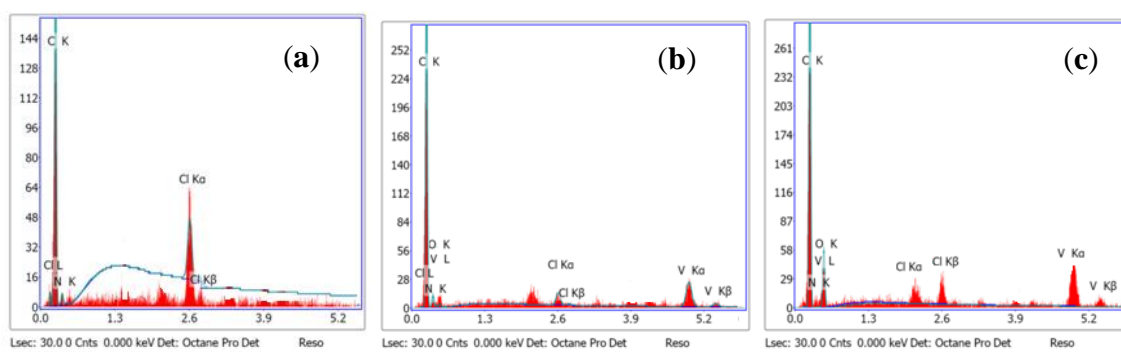 (a)
144
128
112
96
80
64
48
32
16
0
C K
Cl Kα
Cl L
N K
Cl Kβ
0.0 1.3 2.6 3.9 5.2
Lsec: 30.0 0 Cnts 0.000 keV Det: Octane Pro Det Reso
(b)
252
224
196
168
140
112
84
56
28
0
C K
O K
V L
Cl L
N K
Cl Kα
Cl Kβ
V Kα
V Kβ
0.0 1.3 2.6 3.9 5.2
Lsec: 30.0 0 Cnts 0.000 keV Det: Octane Pro Det Reso
(c)
261
232
203
174
145
116
87
58
29
0
C K
O K
V L
N K
Cl Kα
Cl Kβ
V Kα
V Kβ
0.0 1.3 2.6 3.9 5.2
Lsec: 30.0 0 Cnts 0.000 keV Det: Octane Pro Det Reso